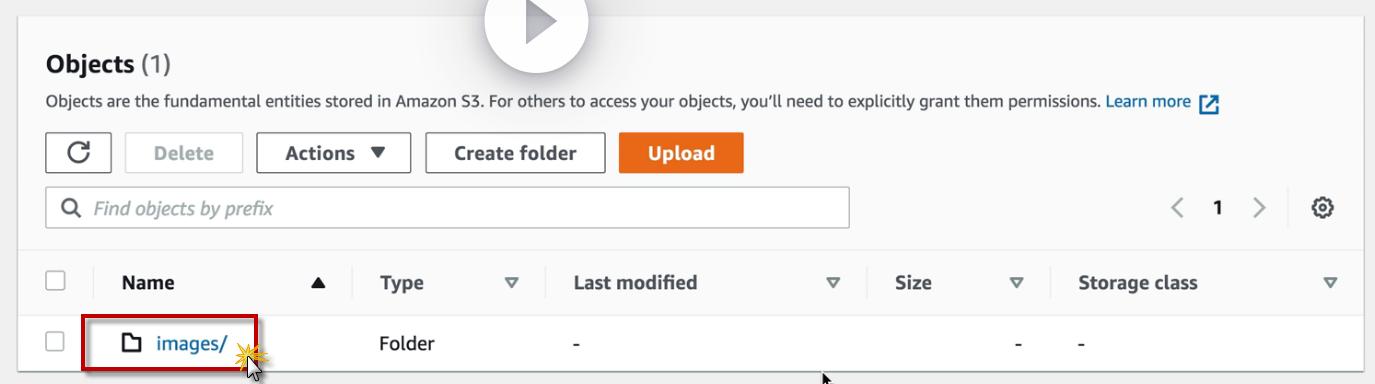 Objects (1)
Objects are the fundamental entities stored in Amazon S3. For others to access your objects, you'll need to explicitly grant them permissions. Learn more
Delete Actions Create folder Upload
Find objects by prefix 1
Name Type Last modified Size Storage class
images/ Folder - - -